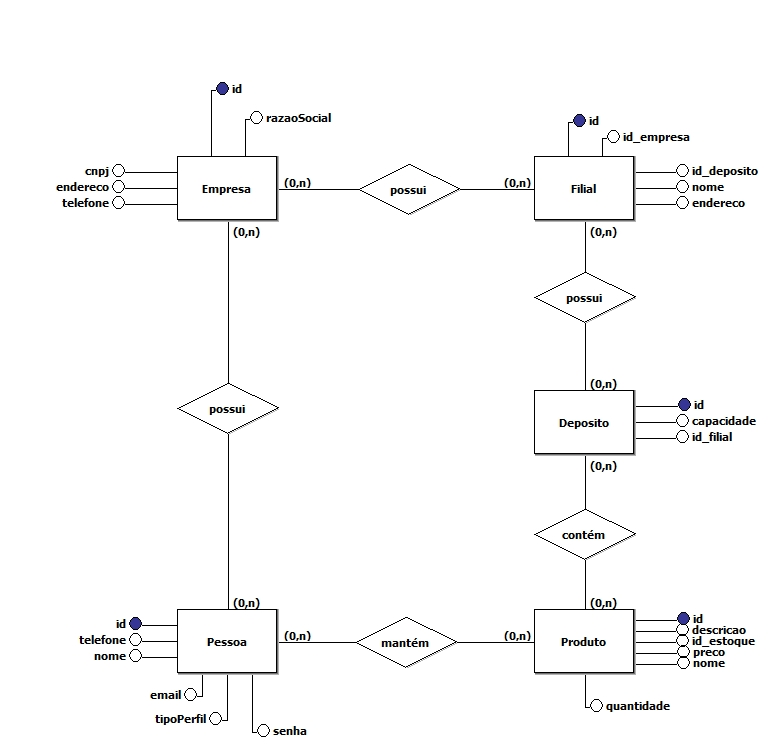 id
razaoSocial
id
id_empresa
cnpj
endereco
telefone
Empresa
(0,n)
possui
(0,n)
Filial
id_deposito
nome
endereco
(0,n)
(0,n)
possui
possui
(0,n)
Deposito
id
capacidade
id_filial
(0,n)
contém
(0,n)
(0,n)
id
telefone
nome
Pessoa
(0,n)
mantém
(0,n)
Produto
id
descricao
id_estoque
preco
nome
email
tipoPerfil
senha
quantidade